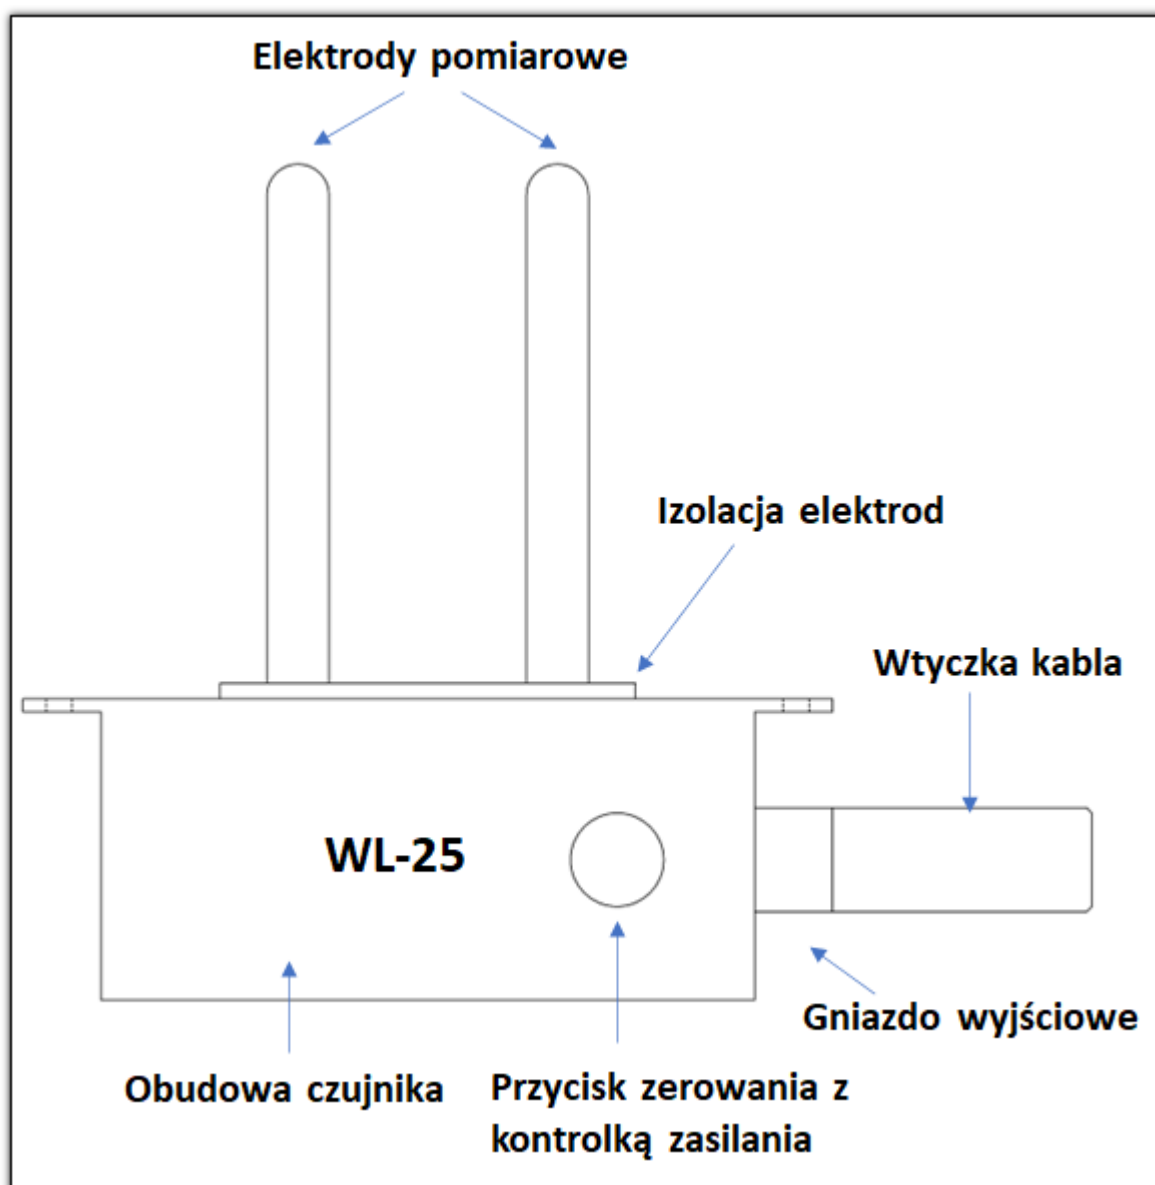 Elektrody pomiarowe
Izolacja elektrod
Wtyczka kabla
WL-25
Gniazdo wyjściowe
Obudowa czujnika
Przycisk zerowania z
kontrolką zasilania